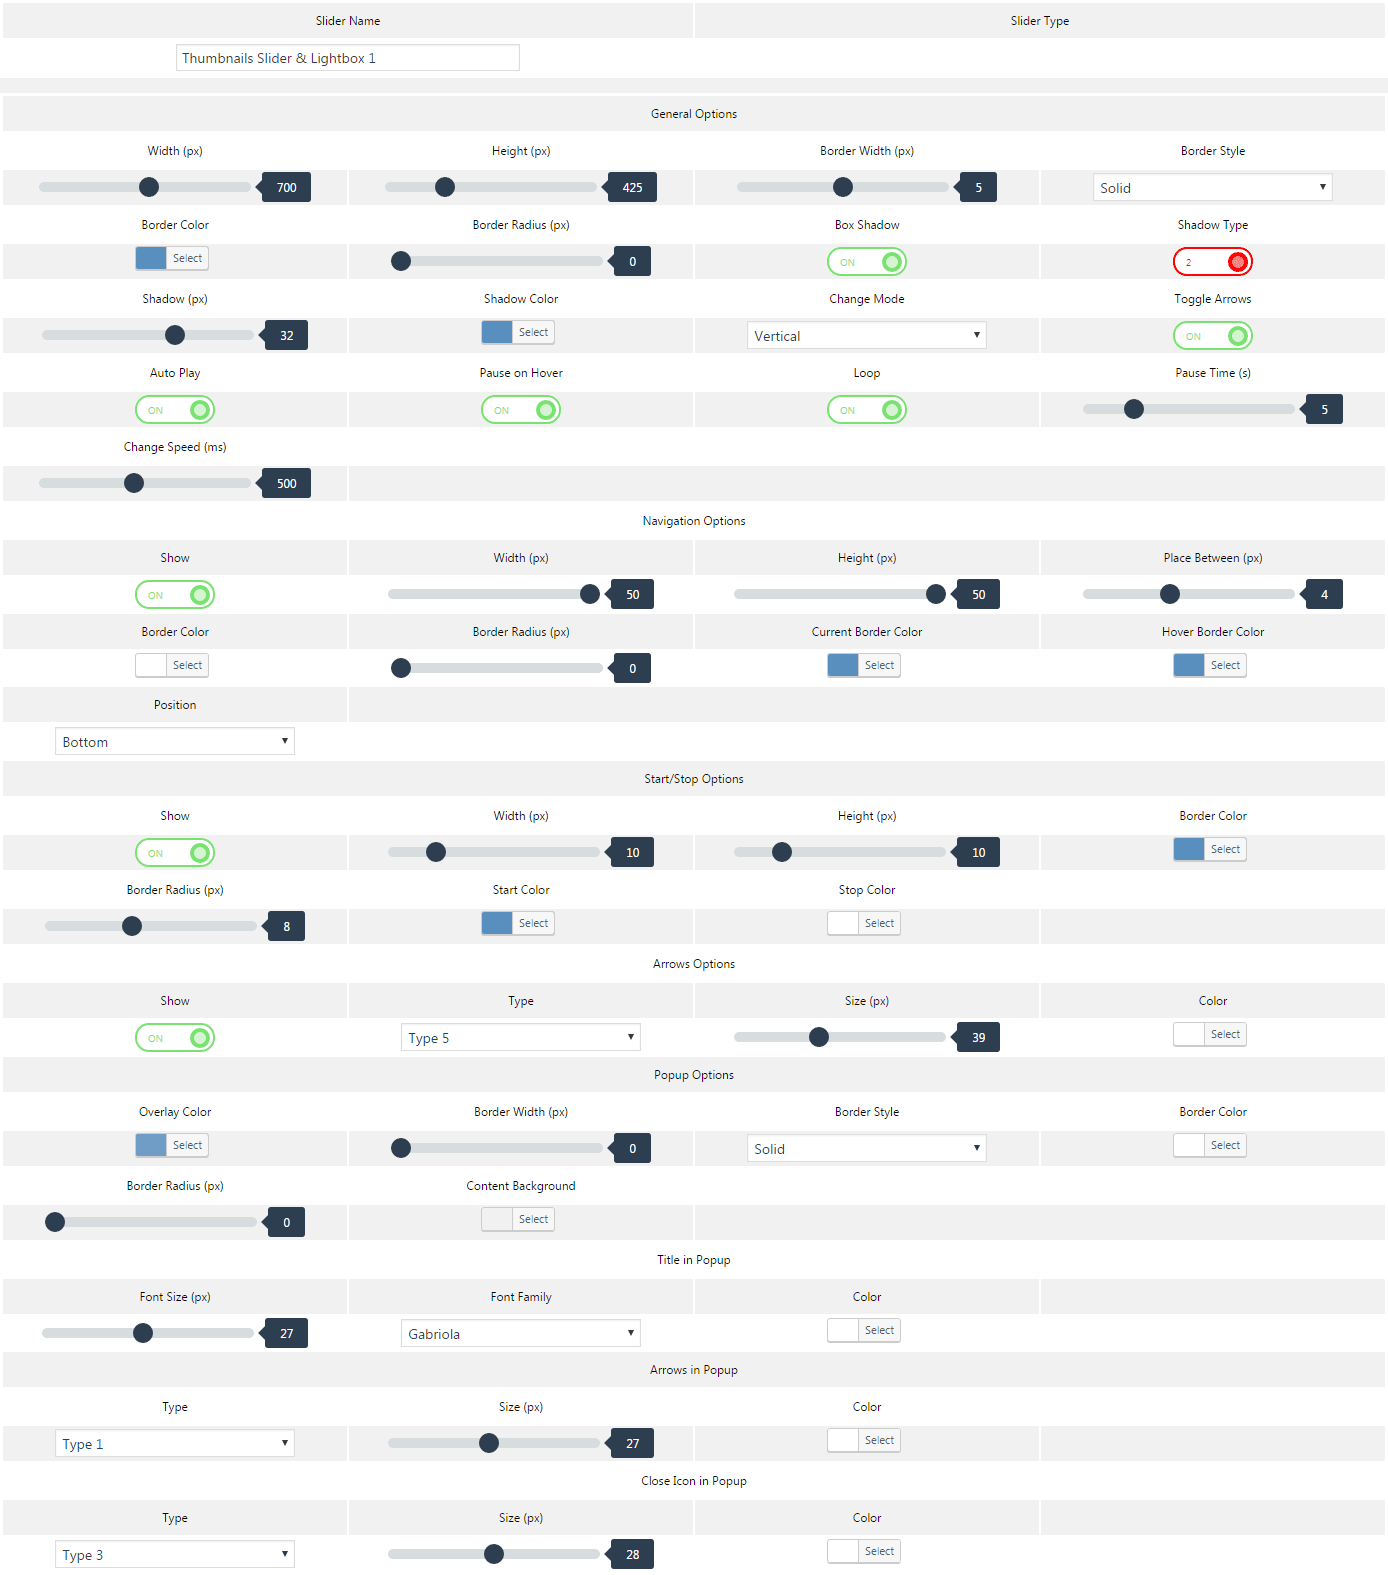 Slider Name Slider Type
Thumbnails Slider & Lightbox 1
General Options
Width (px) Height (px) Border Width (px) Border Style
700 425 5 Solid
Border Color Border Radius (px) Box Shadow Shadow Type
Select 0 ON 2
Shadow (px) Shadow Color Change Mode Toggle Arrows
32 Select Vertical ON
Auto Play Pause on Hover Loop Pause Time (s)
ON ON ON 5
Change Speed (ms)
500
Navigation Options
Show Width (px) Height (px) Place Between (px)
ON 50 50 4
Border Color Border Radius (px) Current Border Color Hover Border Color
Select 0 Select Select
Position
Bottom
Start/Stop Options
Show Width (px) Height (px) Border Color
ON 10 10 Select
Border Radius (px) Start Color Stop Color
8 Select Select
Arrows Options
Show Type Size (px) Color
ON Type 5 39 Select
Popup Options
Overlay Color Border Width (px) Border Style Border Color
Select 0 Solid Select
Border Radius (px) Content Background
0 Select
Title in Popup
Font Size (px) Font Family Color
27 Gabriola Select
Arrows in Popup
Type Size (px) Color
Type 1 27 Select
Close Icon in Popup
Type Size (px) Color
Type 3 28 Select